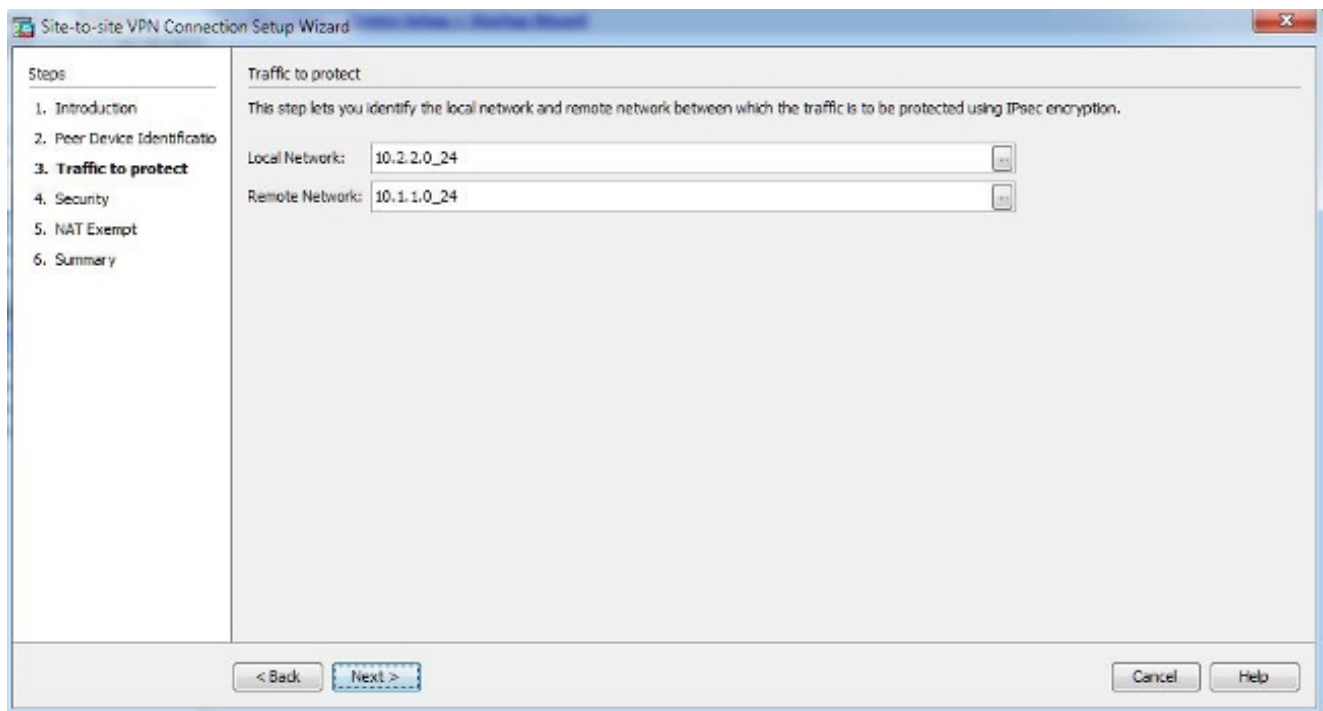 Site-to-site VPN Connection Setup Wizard
Steps
1. Introduction
2. Peer Device Identificatio
3. Traffic to protect
4. Security
5. NAT Exempt
6. Summary
Traffic to protect
This step lets you identify the local network and remote network between which the traffic is to be protected using IPsec encryption.
Local Network: 10.2.2.0_24 ...
Remote Network: 10.1.1.0_24 ...
< Back Next > Cancel Help